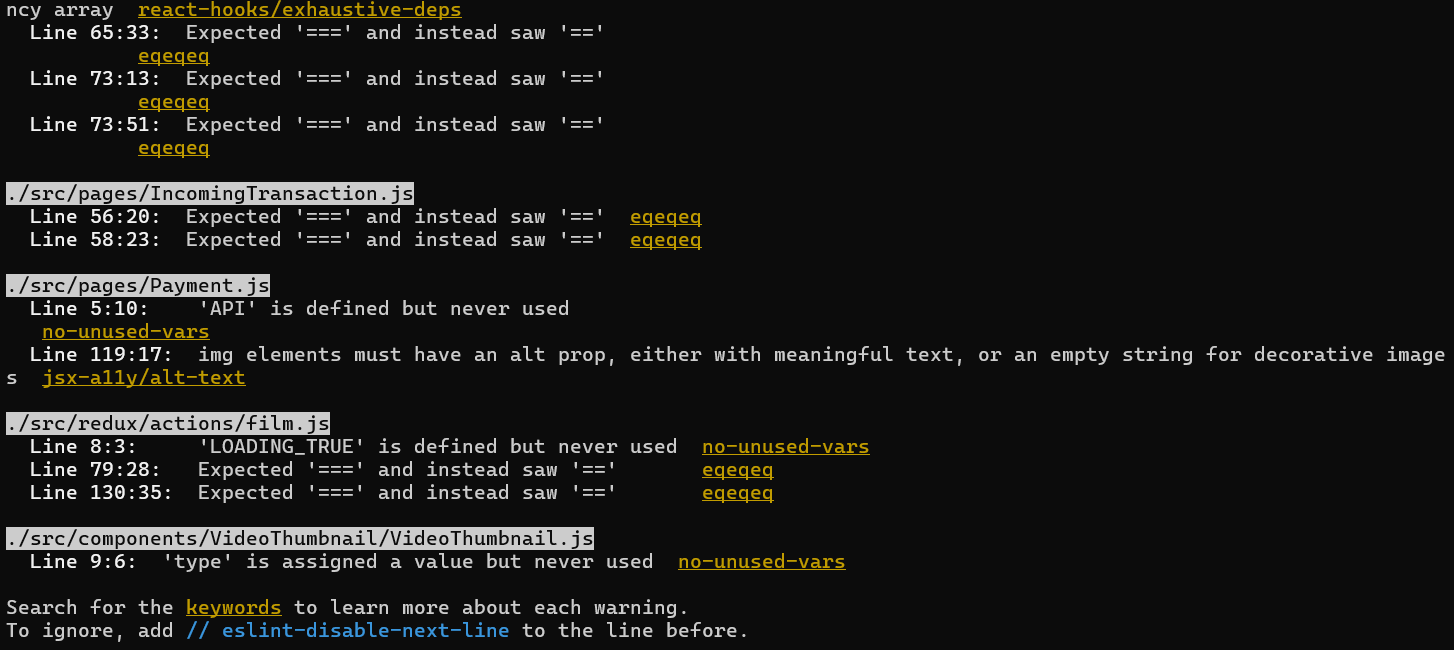 ncy array  react-hooks/exhaustive-deps
  Line 65:33:  Expected '===' and instead saw '=='
           eqeqeq
  Line 73:13:  Expected '===' and instead saw '=='
           eqeqeq
  Line 73:51:  Expected '===' and instead saw '=='
           eqeqeq

./src/pages/IncomingTransaction.js
  Line 56:20:  Expected '===' and instead saw '=='  eqeqeq
  Line 58:23:  Expected '===' and instead saw '=='  eqeqeq

./src/pages/Payment.js
  Line 5:10:    'API' is defined but never used
   no-unused-vars
  Line 119:17:  img elements must have an alt prop, either with meaningful text, or an empty string for decorative image
s  jsx-a11y/alt-text

./src/redux/actions/film.js
  Line 8:3:     'LOADING_TRUE' is defined but never used  no-unused-vars
  Line 79:28:   Expected '===' and instead saw '=='       eqeqeq
  Line 130:35:  Expected '===' and instead saw '=='       eqeqeq

./src/components/VideoThumbnail/VideoThumbnail.js
  Line 9:6:  'type' is assigned a value but never used  no-unused-vars

Search for the keywords to learn more about each warning.
To ignore, add // eslint-disable-next-line to the line before.